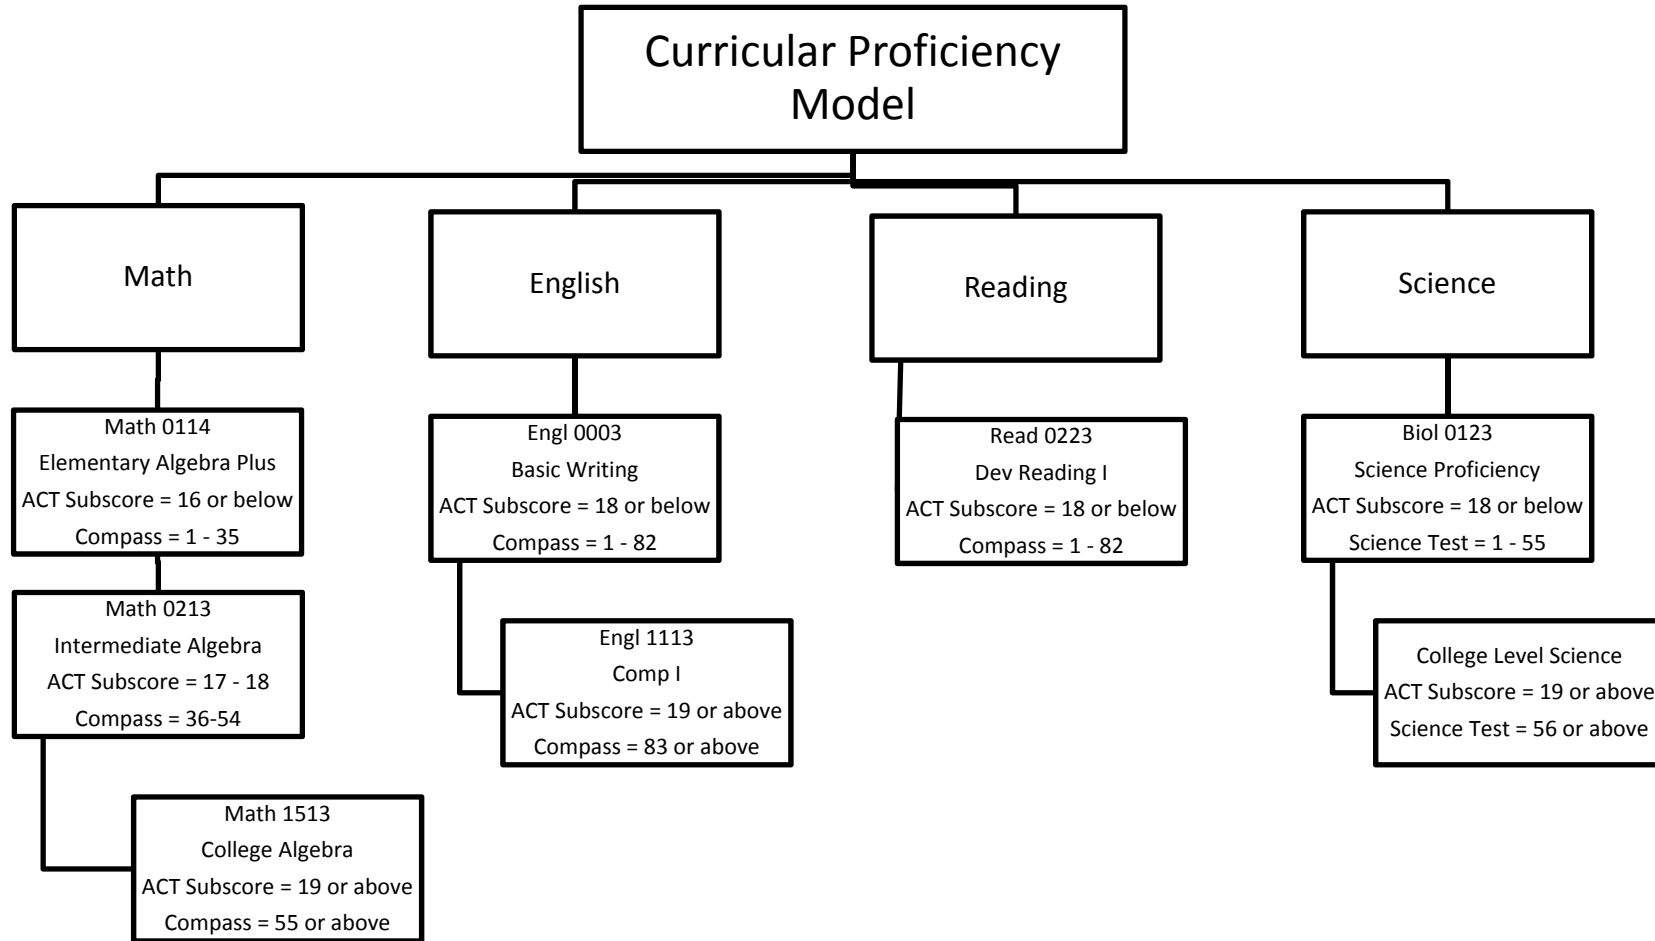 Curricular Proficiency
Model
Math
English
Reading
Science
Math 0114
Elementary Algebra Plus
ACT Subscore = 16 or below
Compass = 1 - 35
Math 0213
Intermediate Algebra
ACT Subscore = 17 - 18
Compass = 36-54
Math 1513
College Algebra
ACT Subscore = 19 or above
Compass = 55 or above
Engl 0003
Basic Writing
ACT Subscore = 18 or below
Compass = 1 - 82
Engl 1113
Comp I
ACT Subscore = 19 or above
Compass = 83 or above
Read 0223
Dev Reading I
ACT Subscore = 18 or below
Compass = 1 - 82
Biol 0123
Science Proficiency
ACT Subscore = 18 or below
Science Test = 1 - 55
College Level Science
ACT Subscore = 19 or above
Science Test = 56 or above